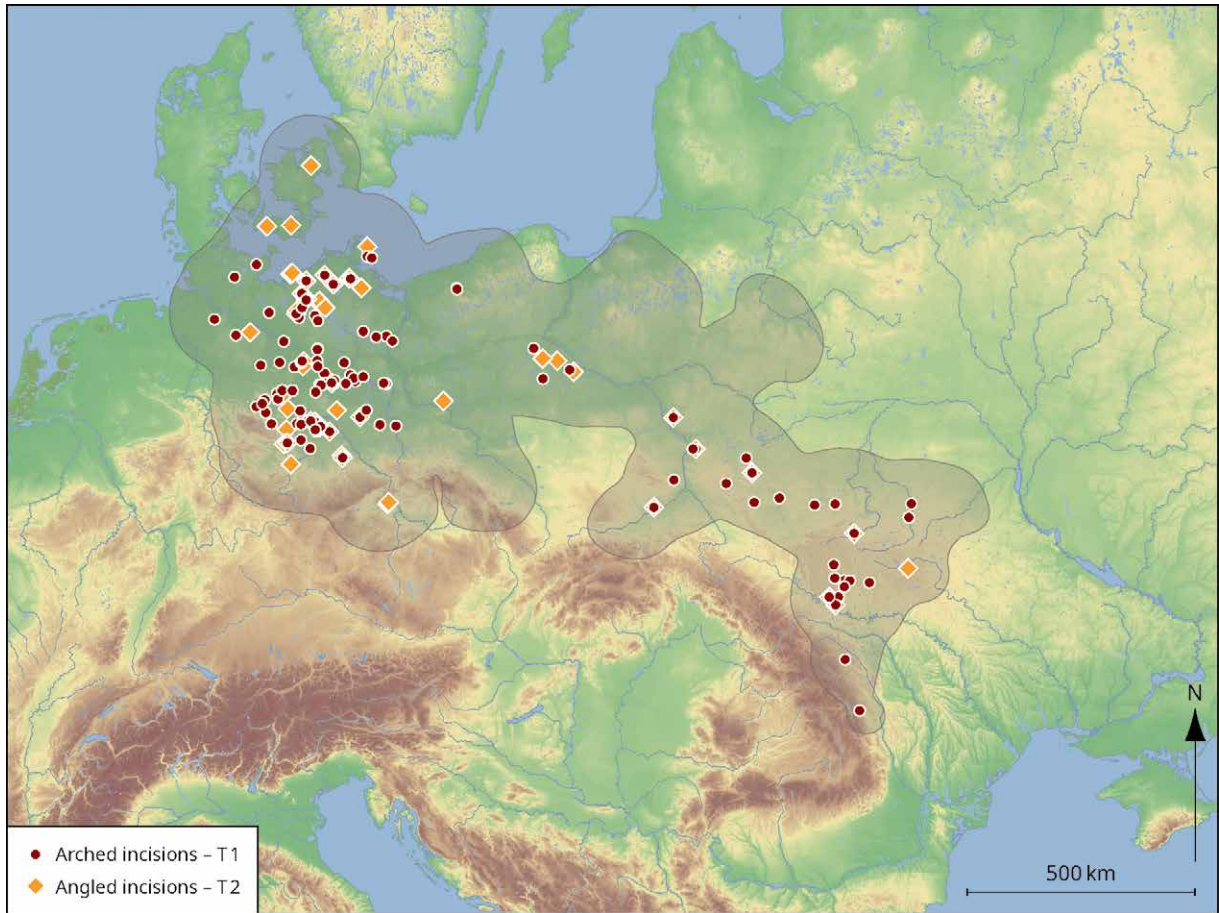 N
500 km
Arched incisions – T1
Angled incisions – T2